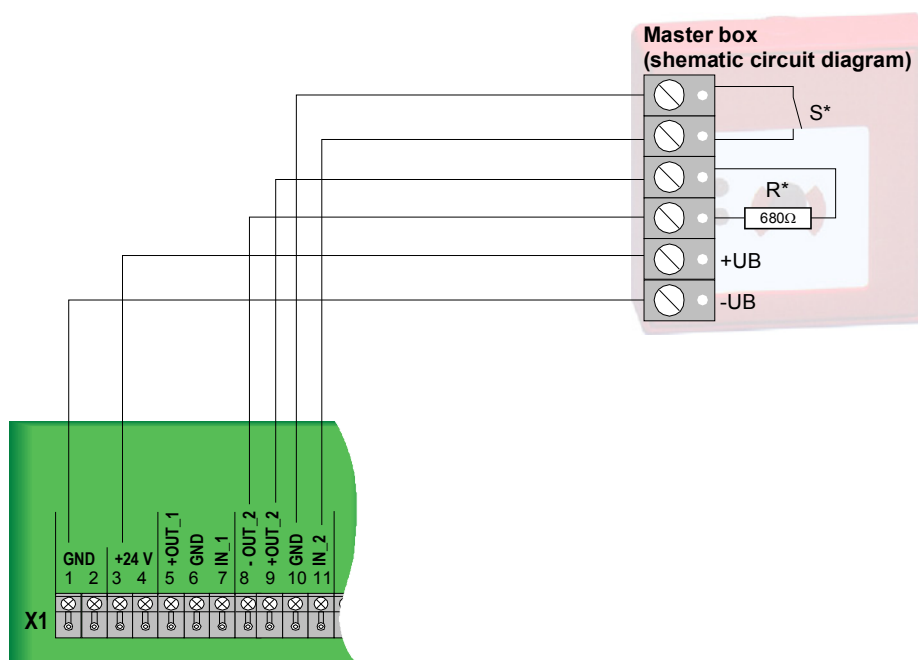 Master box
(shematic circuit diagram)
S*
R*
680Ω
+UB
-UB
GND
+24 V
+OUT_1
GND
IN_1
- OUT_2
+OUT_2
GND
IN_2
1 2 3 4 5 6 7 8 9 10 11
X1